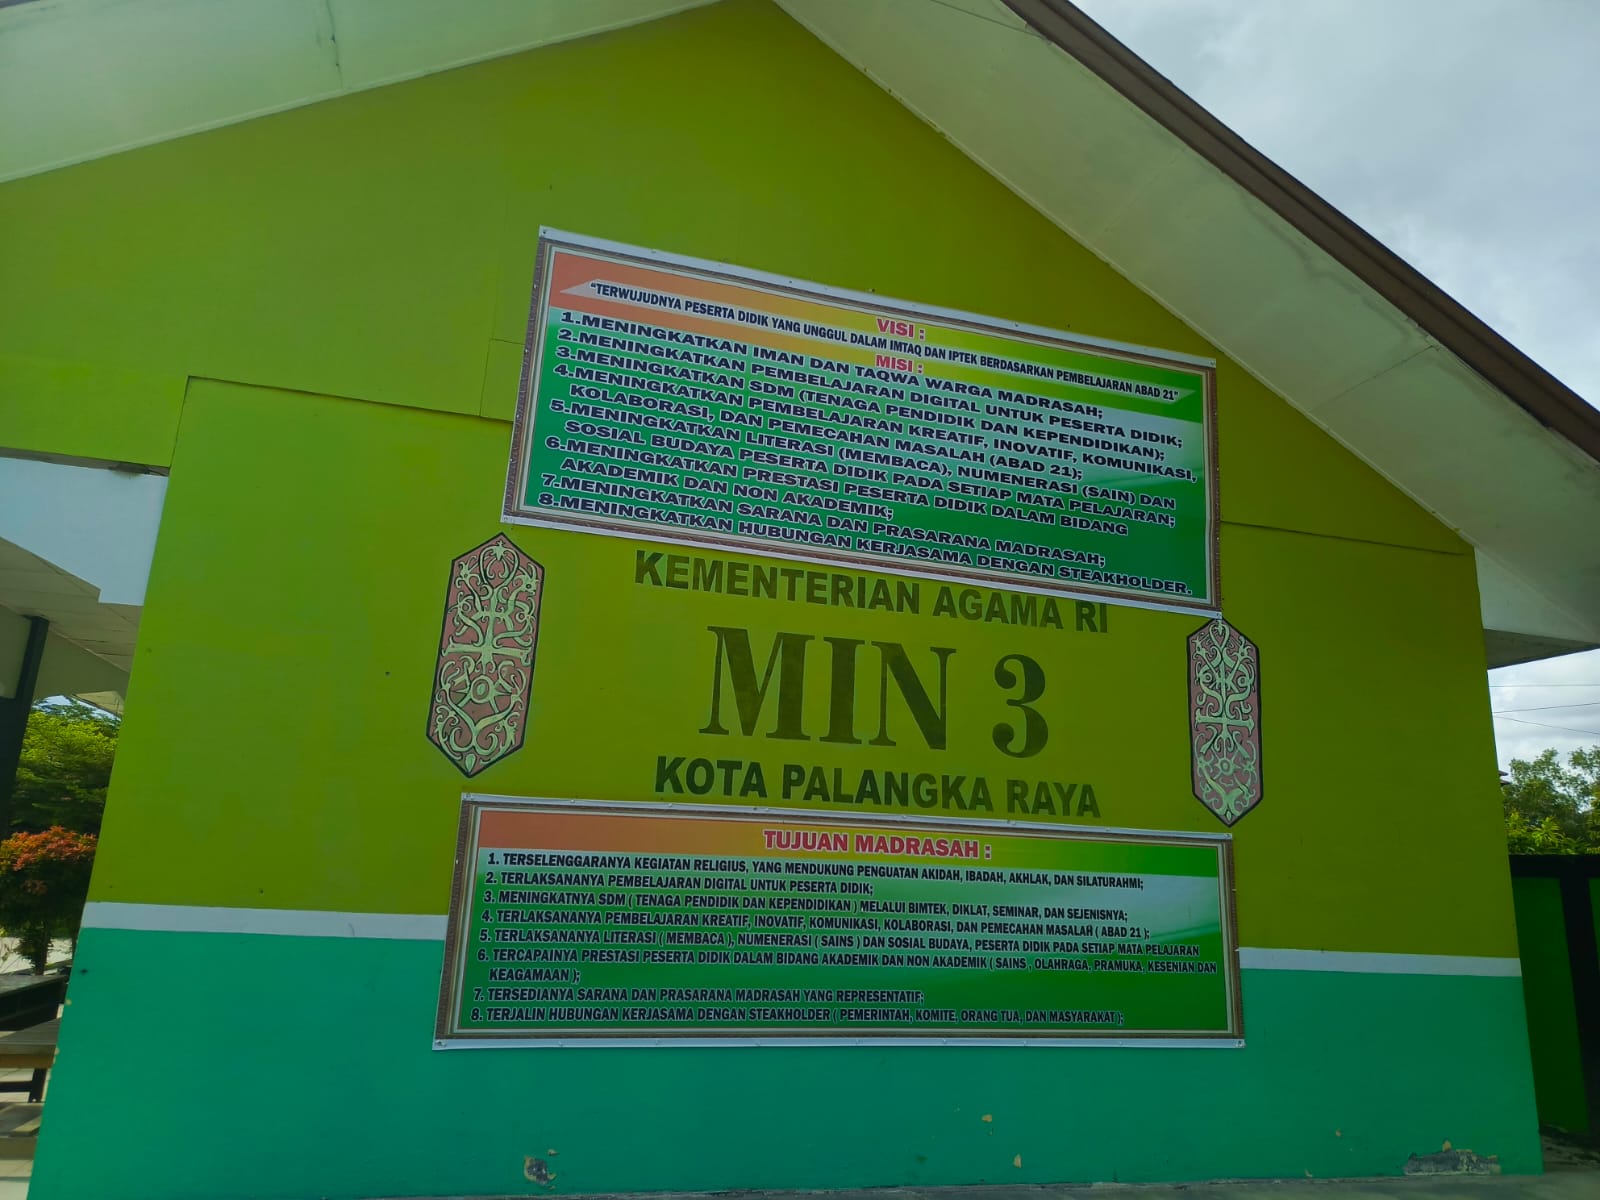 VISI :
"TERWUJUDNYA PESERTA DIDIK YANG UNGGUL DALAM IMTAQ DAN IPTEK BERDASARKAN PEMBELAJARAN ABAD 21"
MISI :
1.MENINGKATKAN IMAN DAN TAQWA WARGA MADRASAH;
2.MENINGKATKAN PEMBELAJARAN DIGITAL UNTUK PESERTA DIDIK;
3.MENINGKATKAN SDM (TENAGA PENDIDIK DAN KEPENDIDIKAN);
4.MENINGKATKAN PEMBELAJARAN KREATIF, INOVATIF, KOMUNIKASI,
KOLABORASI, DAN PEMECAHAN MASALAH (ABAD 21);
5.MENINGKATKAN LITERASI (MEMBACA), NUMENERASI (SAIN) DAN
SOSIAL BUDAYA PESERTA DIDIK PADA SETIAP MATA PELAJARAN;
6.MENINGKATKAN PRESTASI PESERTA DIDIK DALAM BIDANG
AKADEMIK DAN NON AKADEMIK;
7.MENINGKATKAN SARANA DAN PRASARANA MADRASAH;
8.MENINGKATKAN HUBUNGAN KERJASAMA DENGAN STEAKHOLDER.
KEMENTERIAN AGAMA RI
MIN 3
KOTA PALANGKA RAYA
TUJUAN MADRASAH :
1. TERSELENGGARANYA KEGIATAN RELIGIUS, YANG MENDUKUNG PENGUATAN AKIDAH, IBADAH, AKHLAK, DAN SILATURAHMI;
2. TERLAKSANANYA PEMBELAJARAN DIGITAL UNTUK PESERTA DIDIK;
3. MENINGKATNYA SDM ( TENAGA PENDIDIK DAN KEPENDIDIKAN ) MELALUI BIMTEK, DIKLAT, SEMINAR, DAN SEJENISNYA;
4. TERLAKSANANYA PEMBELAJARAN KREATIF, INOVATIF, KOMUNIKASI, KOLABORASI, DAN PEMECAHAN MASALAH ( ABAD 21 );
5. TERLAKSANANYA LITERASI ( MEMBACA ), NUMENERASI ( SAINS ) DAN SOSIAL BUDAYA, PESERTA DIDIK PADA SETIAP MATA PELAJARAN
6. TERCAPAINYA PRESTASI PESERTA DIDIK DALAM BIDANG AKADEMIK DAN NON AKADEMIK ( SAINS , OLAHRAGA, PRAMUKA, KESENIAN DAN
KEAGAMAAN );
7. TERSEDIANYA SARANA DAN PRASARANA MADRASAH YANG REPRESENTATIF;
8. TERJALIN HUBUNGAN KERJASAMA DENGAN STEAKHOLDER ( PEMERINTAH, KOMITE, ORANG TUA, DAN MASYARAKAT );